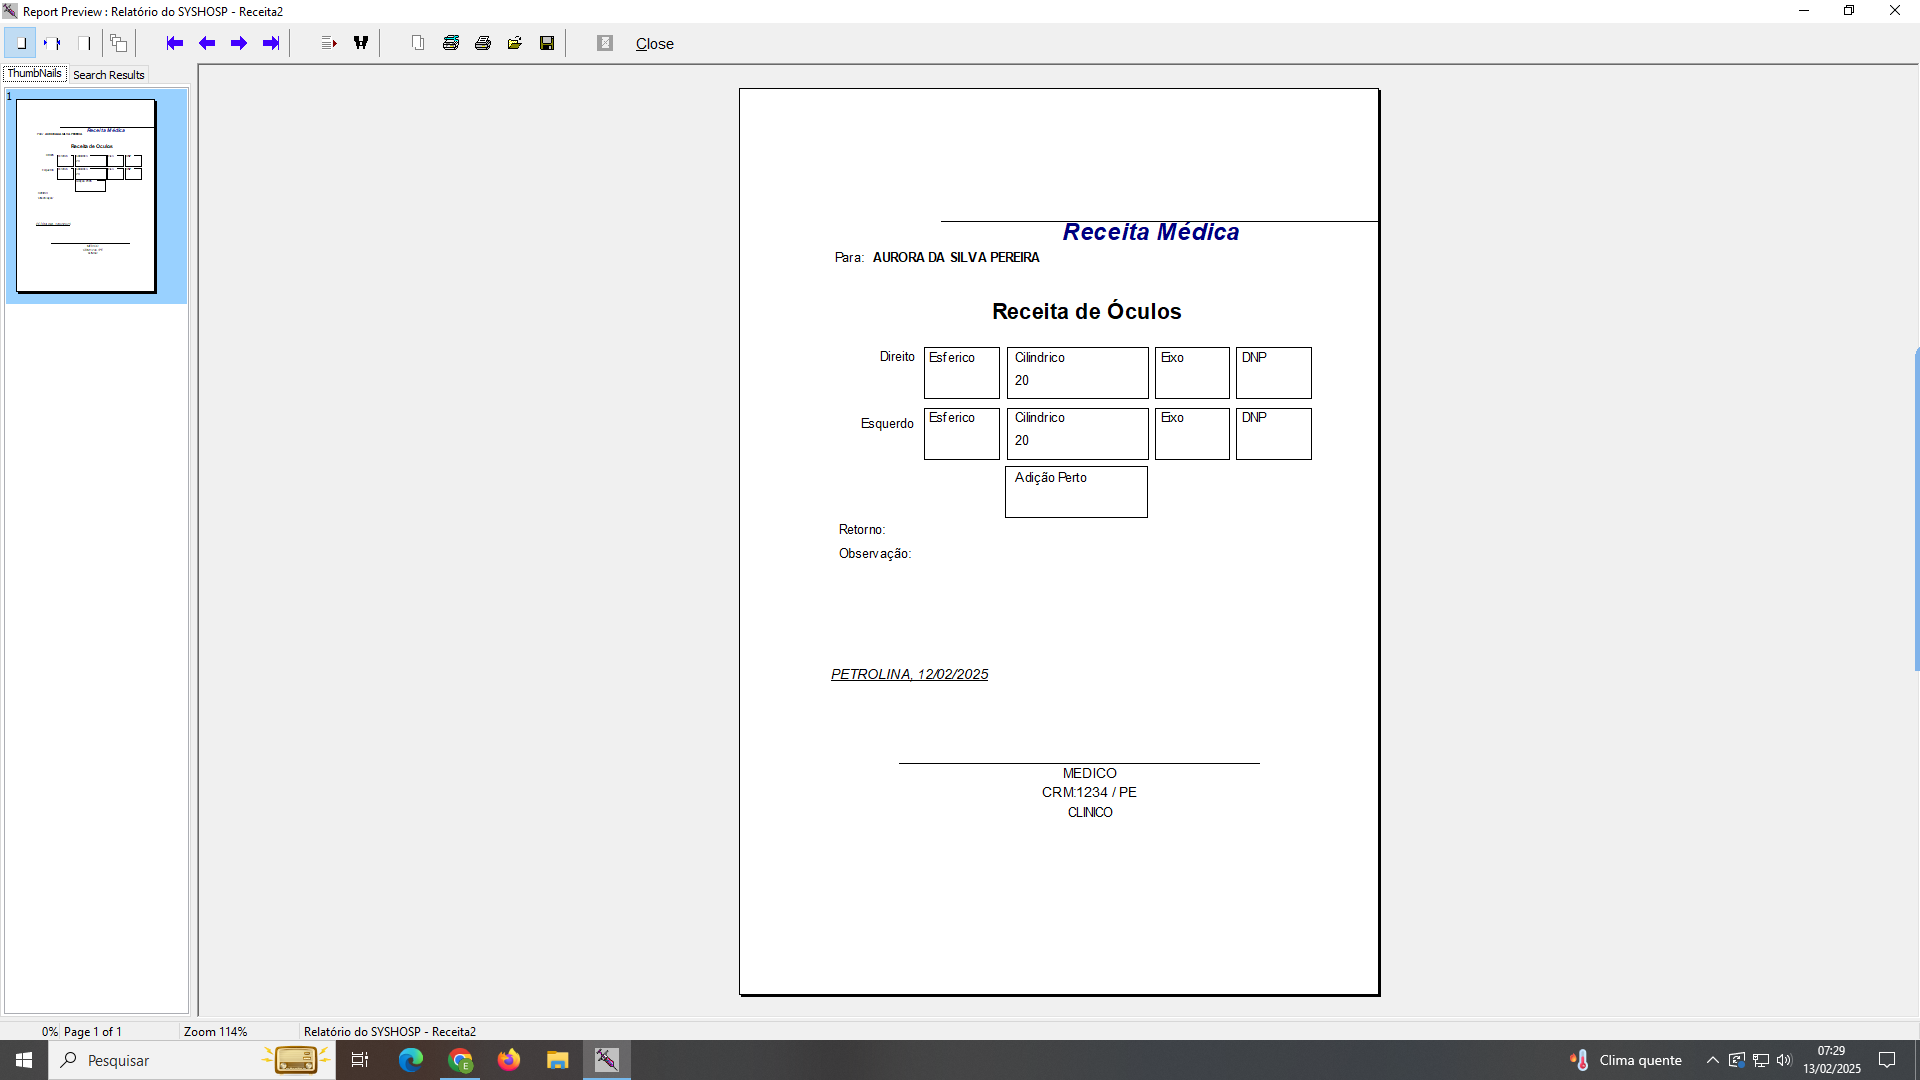 Report Preview : Relatório do SYSHOSP - Receita2
Close
ThumbNails
Search Results
1
Receita Médica
Para: AURORA DA SILVA PEREIRA
Receita de Óculos
Direito
Esferico
Cilindrico
Eixo
DNP
20
Esquerdo
Esferico
Cilindrico
Eixo
DNP
20
Adição Perto
Retorno:
Observação:
PETROLINA, 12/02/2025
MEDICO
CRM:1234 / PE
CLINICO
0%
Page 1 of 1
Zoom 114%
Relatório do SYSHOSP - Receita2
Pesquisar
Clima quente
07:29
13/02/2025